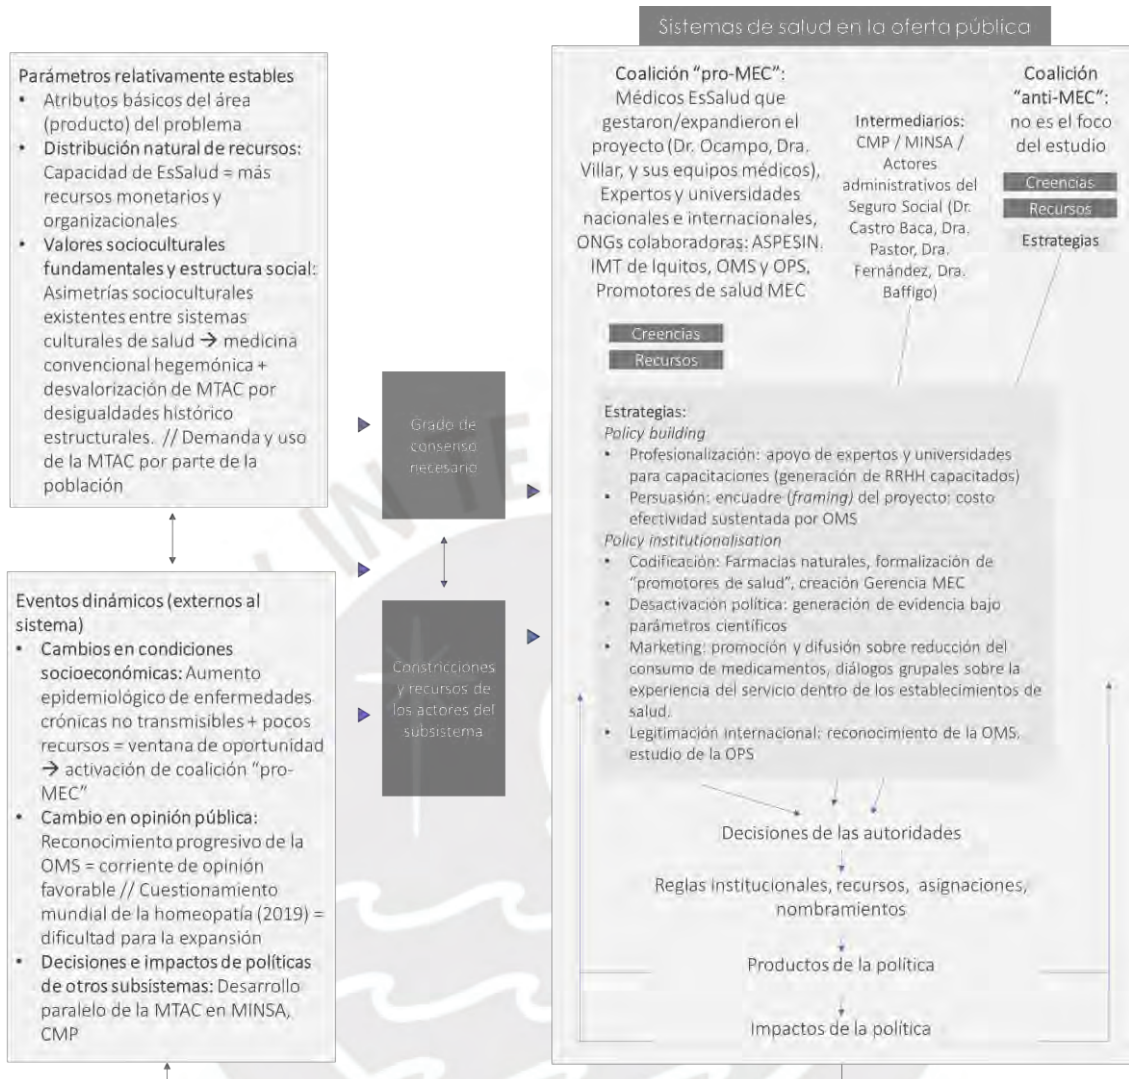 Sistemas de salud en la oferta pública
Parámetros relativamente estables
• Atributos básicos del área
(producto) del problema
• Distribución natural de recursos:
Capacidad de EsSalud = más
recursos monetarios y
organizacionales
• Valores socioculturales
fundamentales y estructura social:
Asimetrías socioculturales
existentes entre sistemas
culturales de salud → medicina
convencional hegemónica +
desvalorización de MTAC por
desigualdades histórico
estructurales. // Demanda y uso
de la MTAC por parte de la
población
Eventos dinámicos (externos al
sistema)
• Cambios en condiciones
socioeconómicas: Aumento
epidemiológico de enfermedades
crónicas no transmisibles + pocos
recursos = ventana de oportunidad
→ activación de coalición "pro-
MEC"
• Cambio en opinión pública:
Reconocimiento progresivo de la
OMS = corriente de opinión
favorable // Cuestionamiento
mundial de la homeopatía (2019) =
dificultad para la expansión
• Decisiones e impactos de políticas
de otros subsistemas: Desarrollo
paralelo de la MTAC en MINSA,
CMP
Grado de
consenso
necesario
Constricciones
y recursos de
los actores del
subsistema
Coalición "pro-MEC":
Médicos EsSalud que
gestaron/expandieron el
proyecto (Dr. Ocampo, Dra.
Villar, y sus equipos médicos),
Expertos y universidades
nacionales e internacionales,
ONGs colaboradoras: ASPESIN.
IMT de Iquitos, OMS y OPS,
Promotores de salud MEC
Creencias
Recursos
Intermediarios:
CMP / MINSA /
Actores
administrativos del
Seguro Social (Dr.
Castro Baca, Dra.
Pastor, Dra.
Fernández, Dra.
Baffigo)
Coalición
"anti-MEC":
no es el foco
del estudio
Creencias
Recursos
Estrategias
Estrategias:
Policy building
• Profesionalización: apoyo de expertos y universidades
para capacitaciones (generación de RRHH capacitados)
• Persuasión: encuadre (framing) del proyecto: costo
efectividad sustentada por OMS
Policy institutionalisation
• Codificación: Farmacias naturales, formalización de
"promotores de salud", creación Gerencia MEC
• Desactivación política: generación de evidencia bajo
parámetros científicos
• Marketing: promoción y difusión sobre reducción del
consumo de medicamentos, diálogos grupales sobre la
experiencia del servicio dentro de los establecimientos de
salud.
• Legitimación internacional: reconocimiento de la OMS.
estudio de la OPS
Decisiones de las autoridades
Reglas institucionales, recursos, asignaciones,
nombramientos
Productos de la política
Impactos de la política